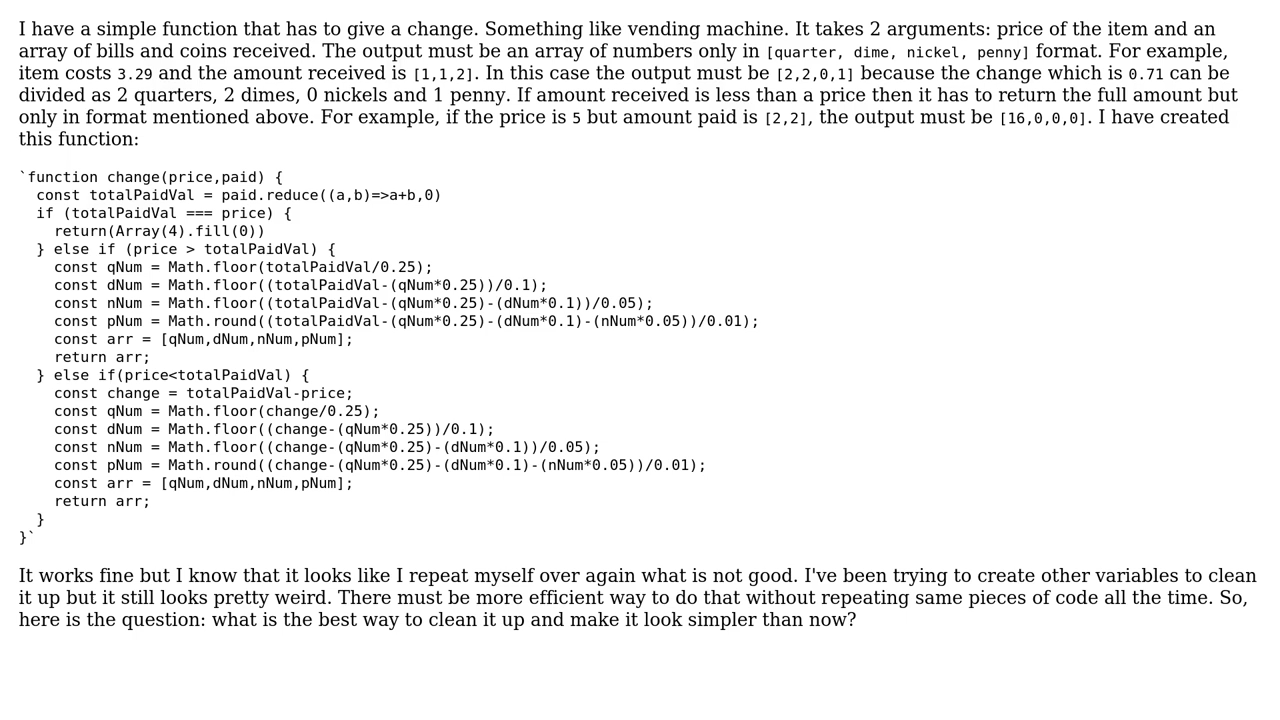 I have a simple function that has to give a change. Something like vending machine. It takes 2 arguments: price of the item and an
array of bills and coins received. The output must be an array of numbers only in [quarter, dime, nickel, penny] format. For example,
item costs 3.29 and the amount received is [1,1,2]. In this case the output must be [2,2,0,1] because the change which is 0.71 can be
divided as 2 quarters, 2 dimes, 0 nickels and 1 penny. If amount received is less than a price then it has to return the full amount but
only in format mentioned above. For example, if the price is 5 but amount paid is [2,2], the output must be [16,0,0,0]. I have created
this function:
`function change(price,paid) {
  const totalPaidVal = paid.reduce((a,b)=>a+b,0)
  if (totalPaidVal === price) {
    return(Array(4).fill(0))
  } else if (price > totalPaidVal) {
    const qNum = Math.floor(totalPaidVal/0.25);
    const dNum = Math.floor((totalPaidVal-(qNum*0.25))/0.1);
    const nNum = Math.floor((totalPaidVal-(qNum*0.25)-(dNum*0.1))/0.05);
    const pNum = Math.round((totalPaidVal-(qNum*0.25)-(dNum*0.1)-(nNum*0.05))/0.01);
    const arr = [qNum,dNum,nNum,pNum];
    return arr;
  } else if(price<totalPaidVal) {
    const change = totalPaidVal-price;
    const qNum = Math.floor(change/0.25);
    const dNum = Math.floor((change-(qNum*0.25))/0.1);
    const nNum = Math.floor((change-(qNum*0.25)-(dNum*0.1))/0.05);
    const pNum = Math.round((change-(qNum*0.25)-(dNum*0.1)-(nNum*0.05))/0.01);
    const arr = [qNum,dNum,nNum,pNum];
    return arr;
  }
}`
It works fine but I know that it looks like I repeat myself over again what is not good. I've been trying to create other variables to clean
it up but it still looks pretty weird. There must be more efficient way to do that without repeating same pieces of code all the time. So,
here is the question: what is the best way to clean it up and make it look simpler than now?